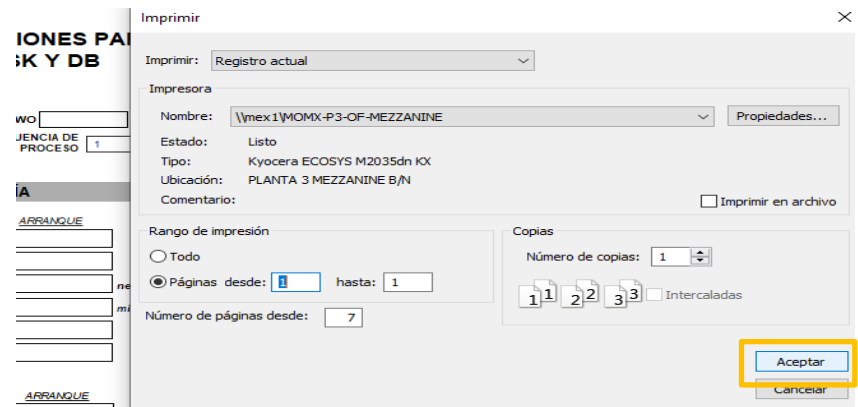 Imprimir
IONES PA
SK Y DB
WO
UENCIA DE
PROCESO 1
ÍA
ARRANQUE
ARRANQUE
Imprimir: Registro actual
Impresora
Nombre: \\mex1\MOMX-P3-OF-MEZZANINE Propiedades...
Estado: Listo
Tipo: Kyocera ECOSYS M2035dn KX
Ubicación: PLANTA 3 MEZZANINE B/N
Comentario: Imprimir en archivo
Rango de impresión
Todo
Páginas desde: 1 hasta: 1
Número de páginas desde: 7
Copias
Número de copias: 1
1 1 2 2 3 3 Intercaladas
Aceptar
Cancelar